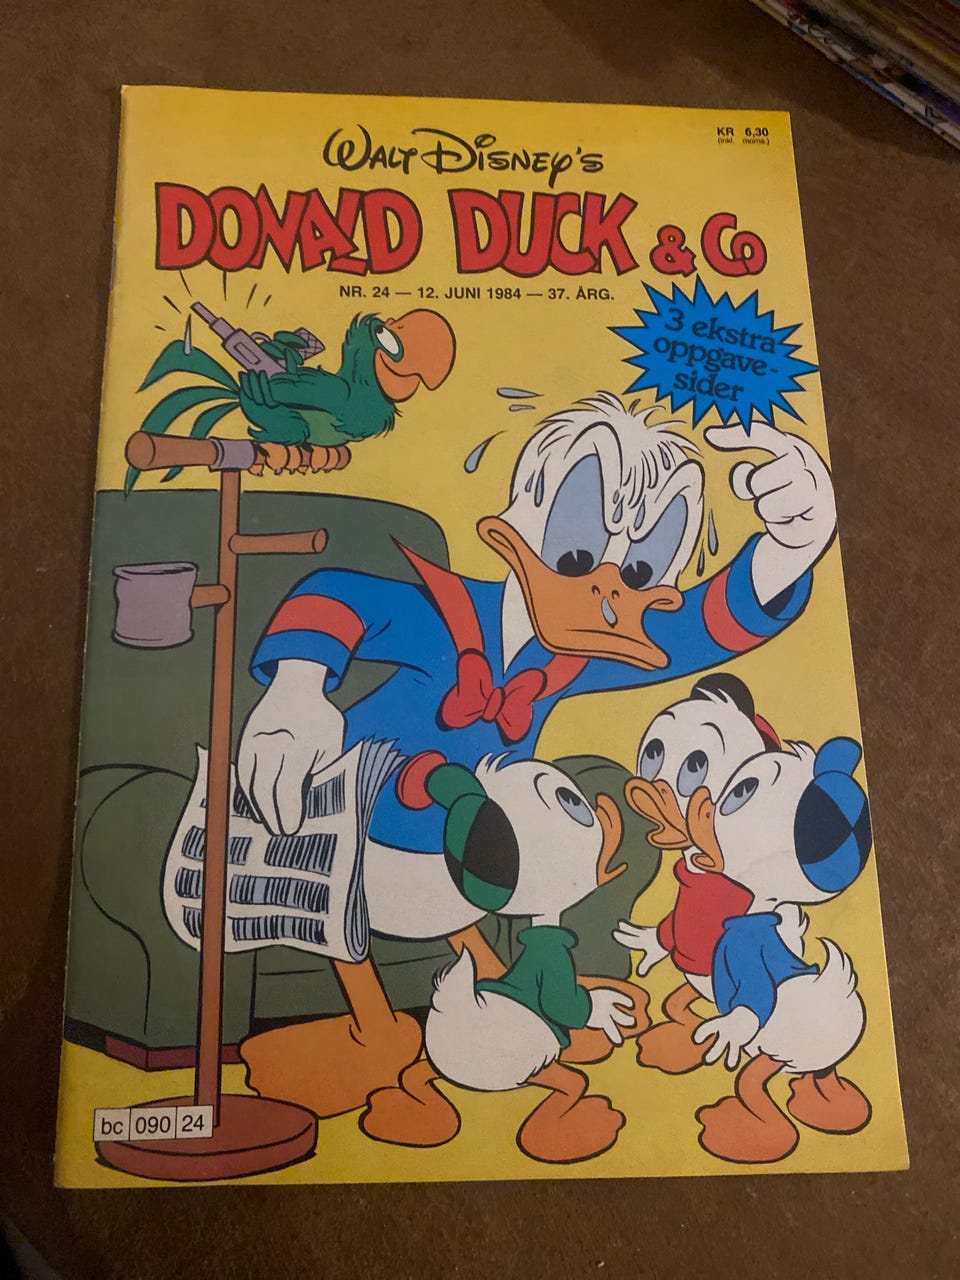 KR 6,30
(inkl. moms.)
WALT DISNEY'S
DONALD DUCK & Co
NR. 24 — 12. JUNI 1984 — 37. ÅRG.
3 ekstra
oppgave-
sider
bc 090 24